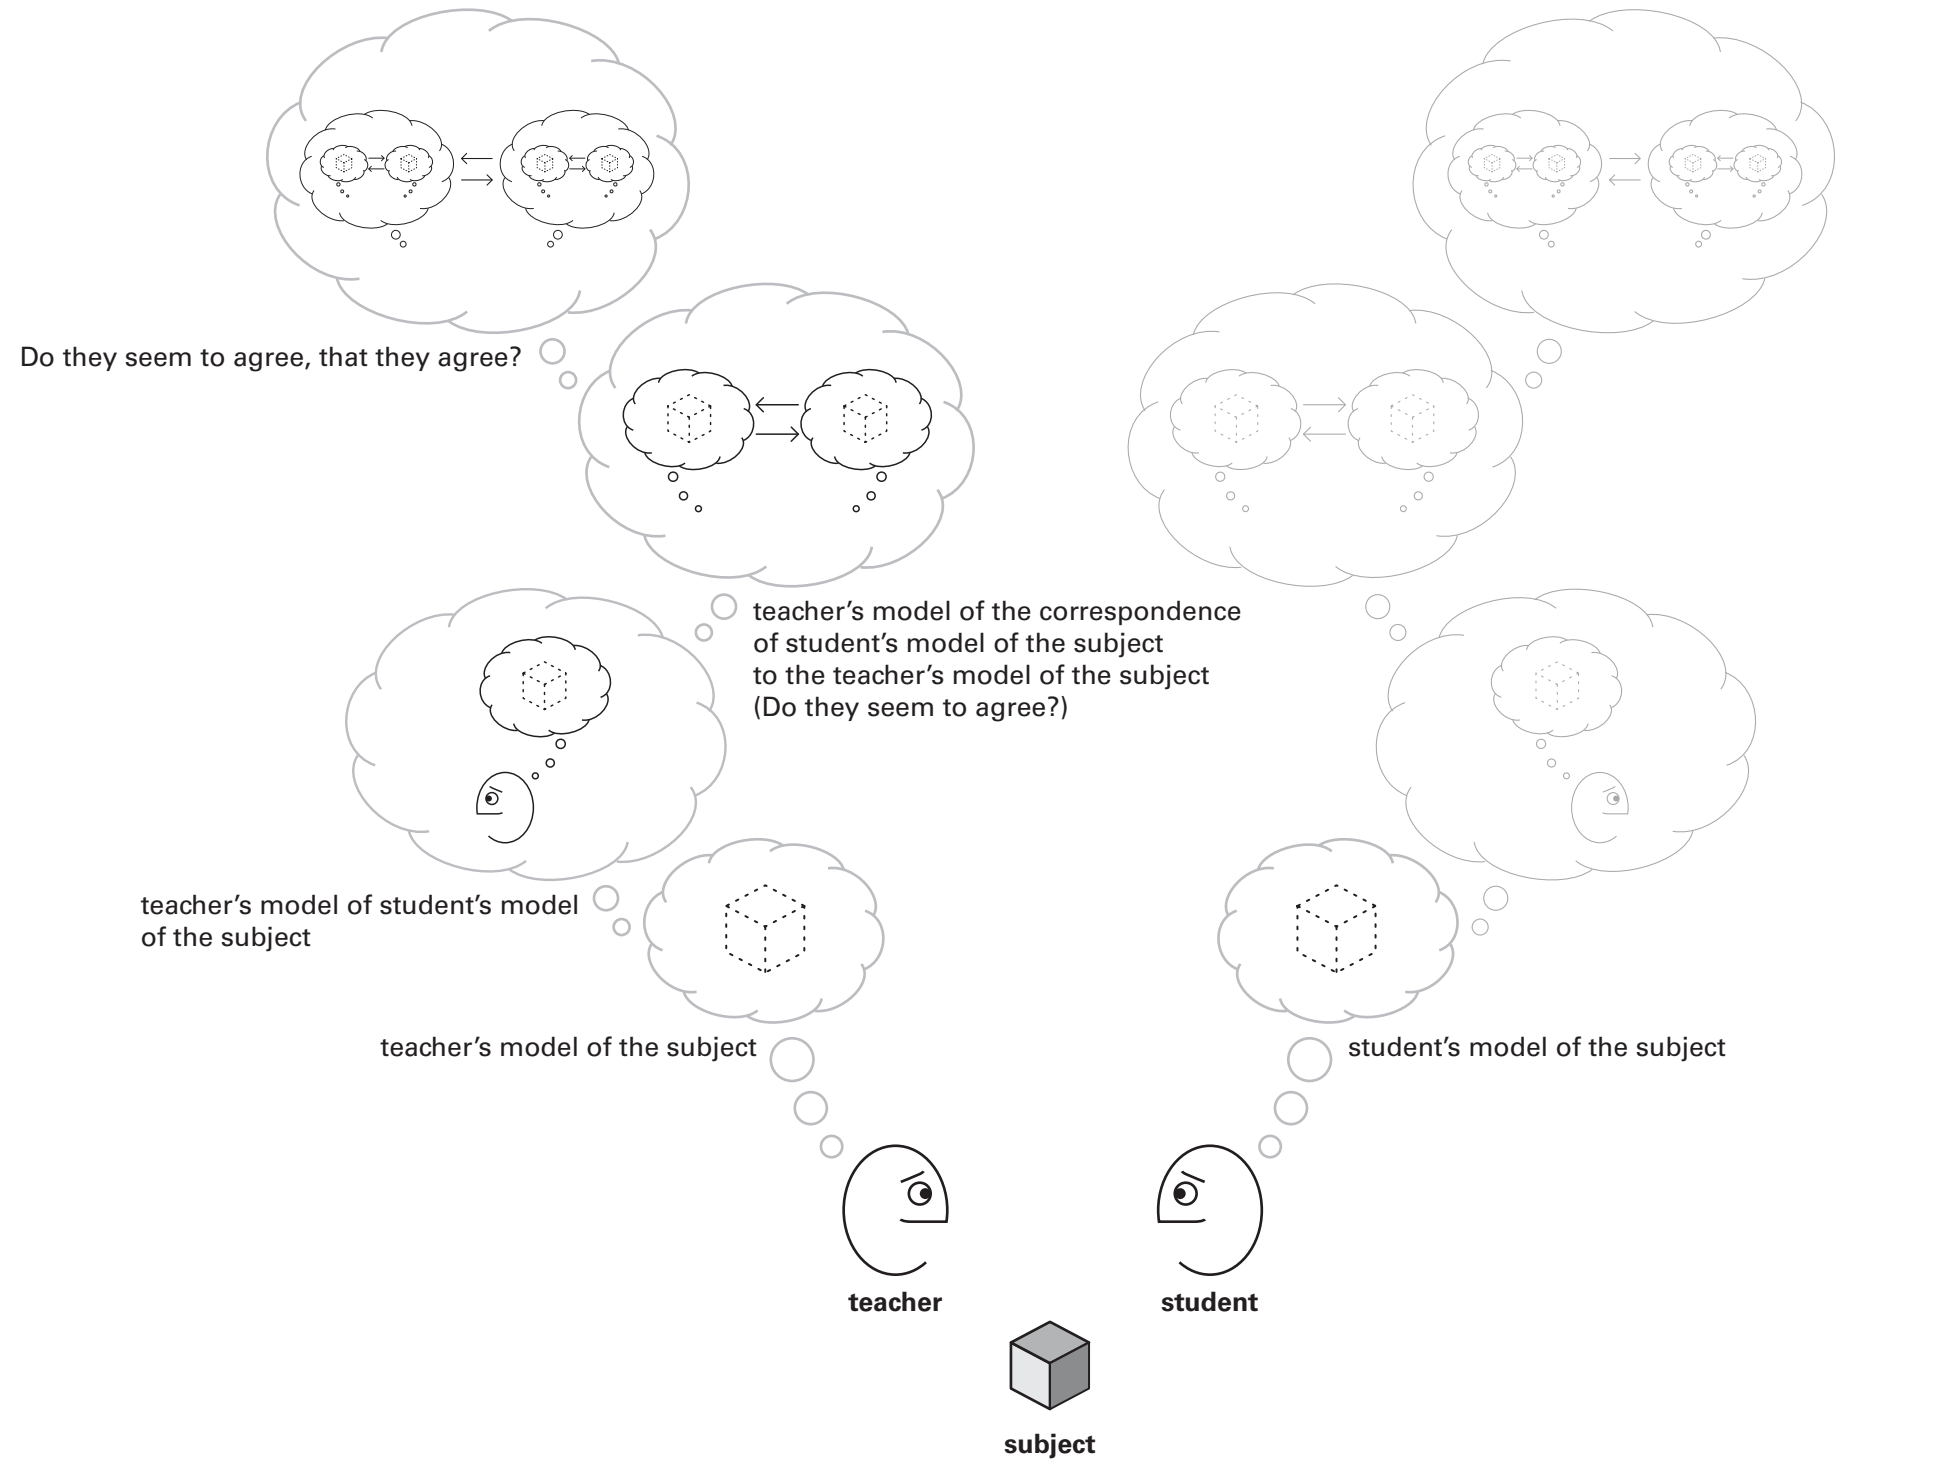 Do they seem to agree, that they agree?
teacher’s model of the correspondence
of student’s model of the subject
to the teacher’s model of the subject
(Do they seem to agree?)
teacher’s model of student’s model
of the subject
teacher’s model of the subject
student’s model of the subject
teacher
student
subject